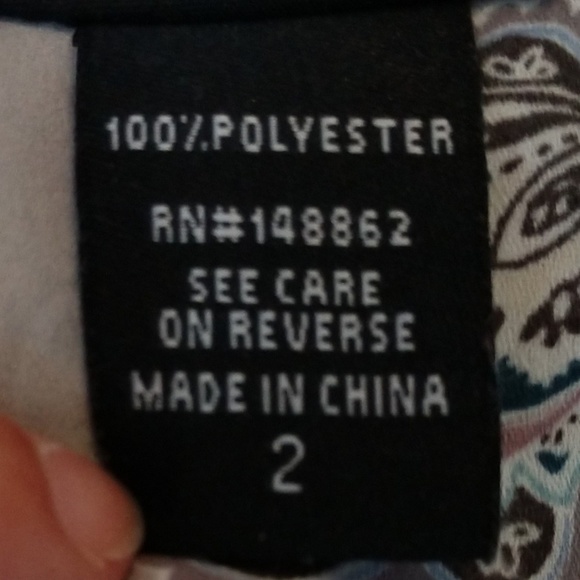 100%POLYESTER
RN#148862
SEE CARE
ON REVERSE
MADE IN CHINA
2